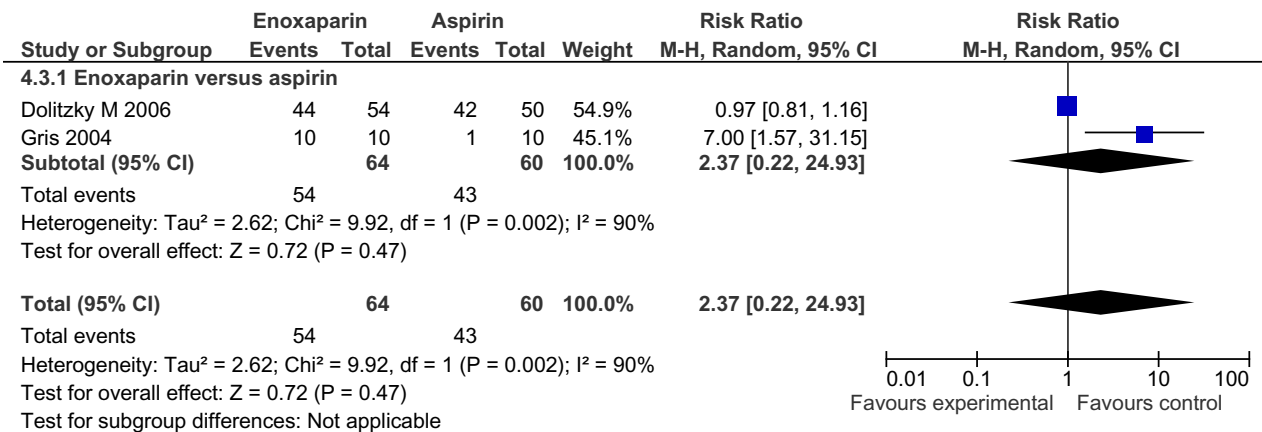 Enoxaparin Aspirin Risk Ratio Risk Ratio
Study or Subgroup Events Total Events Total Weight M-H, Random, 95% CI M-H, Random, 95% CI
4.3.1 Enoxaparin versus aspirin
Dolitzky M 2006 44 54 42 50 54.9% 0.97 [0.81, 1.16]
Gris 2004 10 10 1 10 45.1% 7.00 [1.57, 31.15]
Subtotal (95% CI) 64 60 100.0% 2.37 [0.22, 24.93]
Total events 54 43
Heterogeneity: Tau² = 2.62; Chi² = 9.92, df = 1 (P = 0.002); I² = 90%
Test for overall effect: Z = 0.72 (P = 0.47)
Total (95% CI) 64 60 100.0% 2.37 [0.22, 24.93]
Total events 54 43
Heterogeneity: Tau² = 2.62; Chi² = 9.92, df = 1 (P = 0.002); I² = 90%
Test for overall effect: Z = 0.72 (P = 0.47)
Test for subgroup differences: Not applicable
0.01 0.1 1 10 100
Favours experimental Favours control